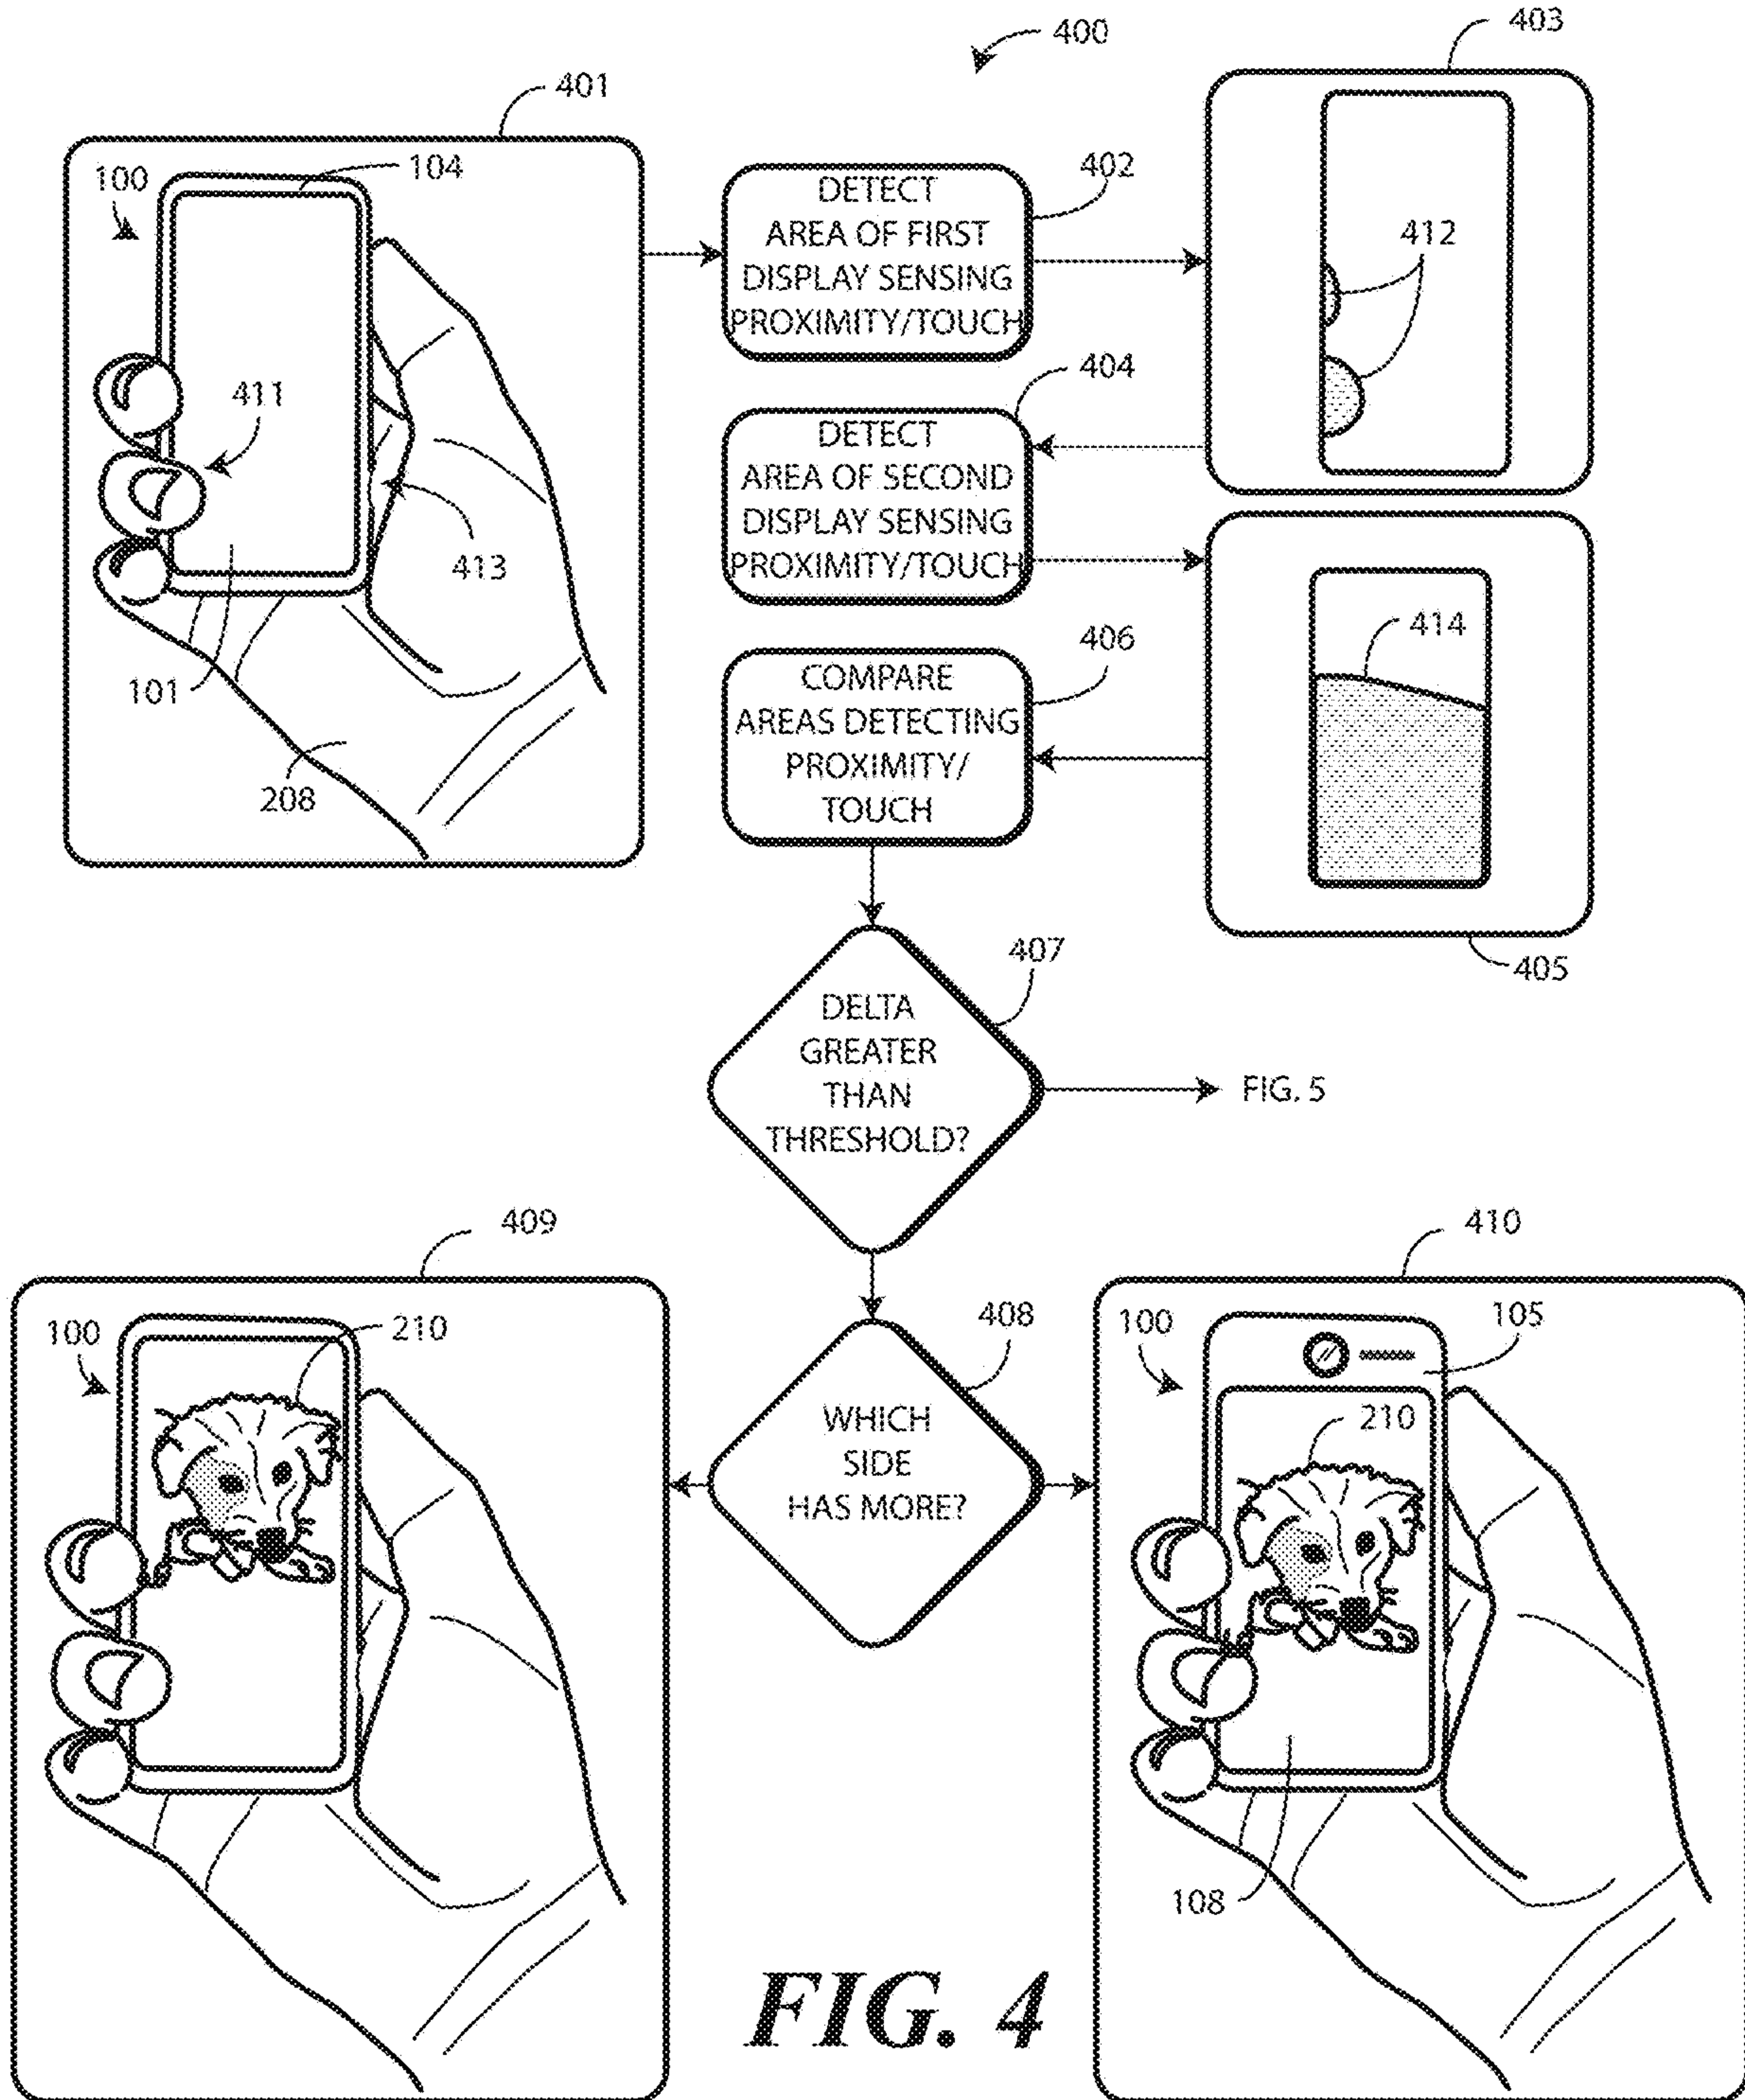 400
403
401
100
104
402
DETECT
AREA OF FIRST
DISPLAY SENSING
PROXIMITY/TOUCH
412
411
404
DETECT
AREA OF SECOND
DISPLAY SENSING
PROXIMITY/TOUCH
413
101
208
406
COMPARE
AREAS DETECTING
PROXIMITY/
TOUCH
414
405
407
DELTA
GREATER
THAN
THRESHOLD?
FIG. 5
409
410
100
210
408
WHICH
SIDE
HAS MORE?
100
105
210
108
FIG. 4